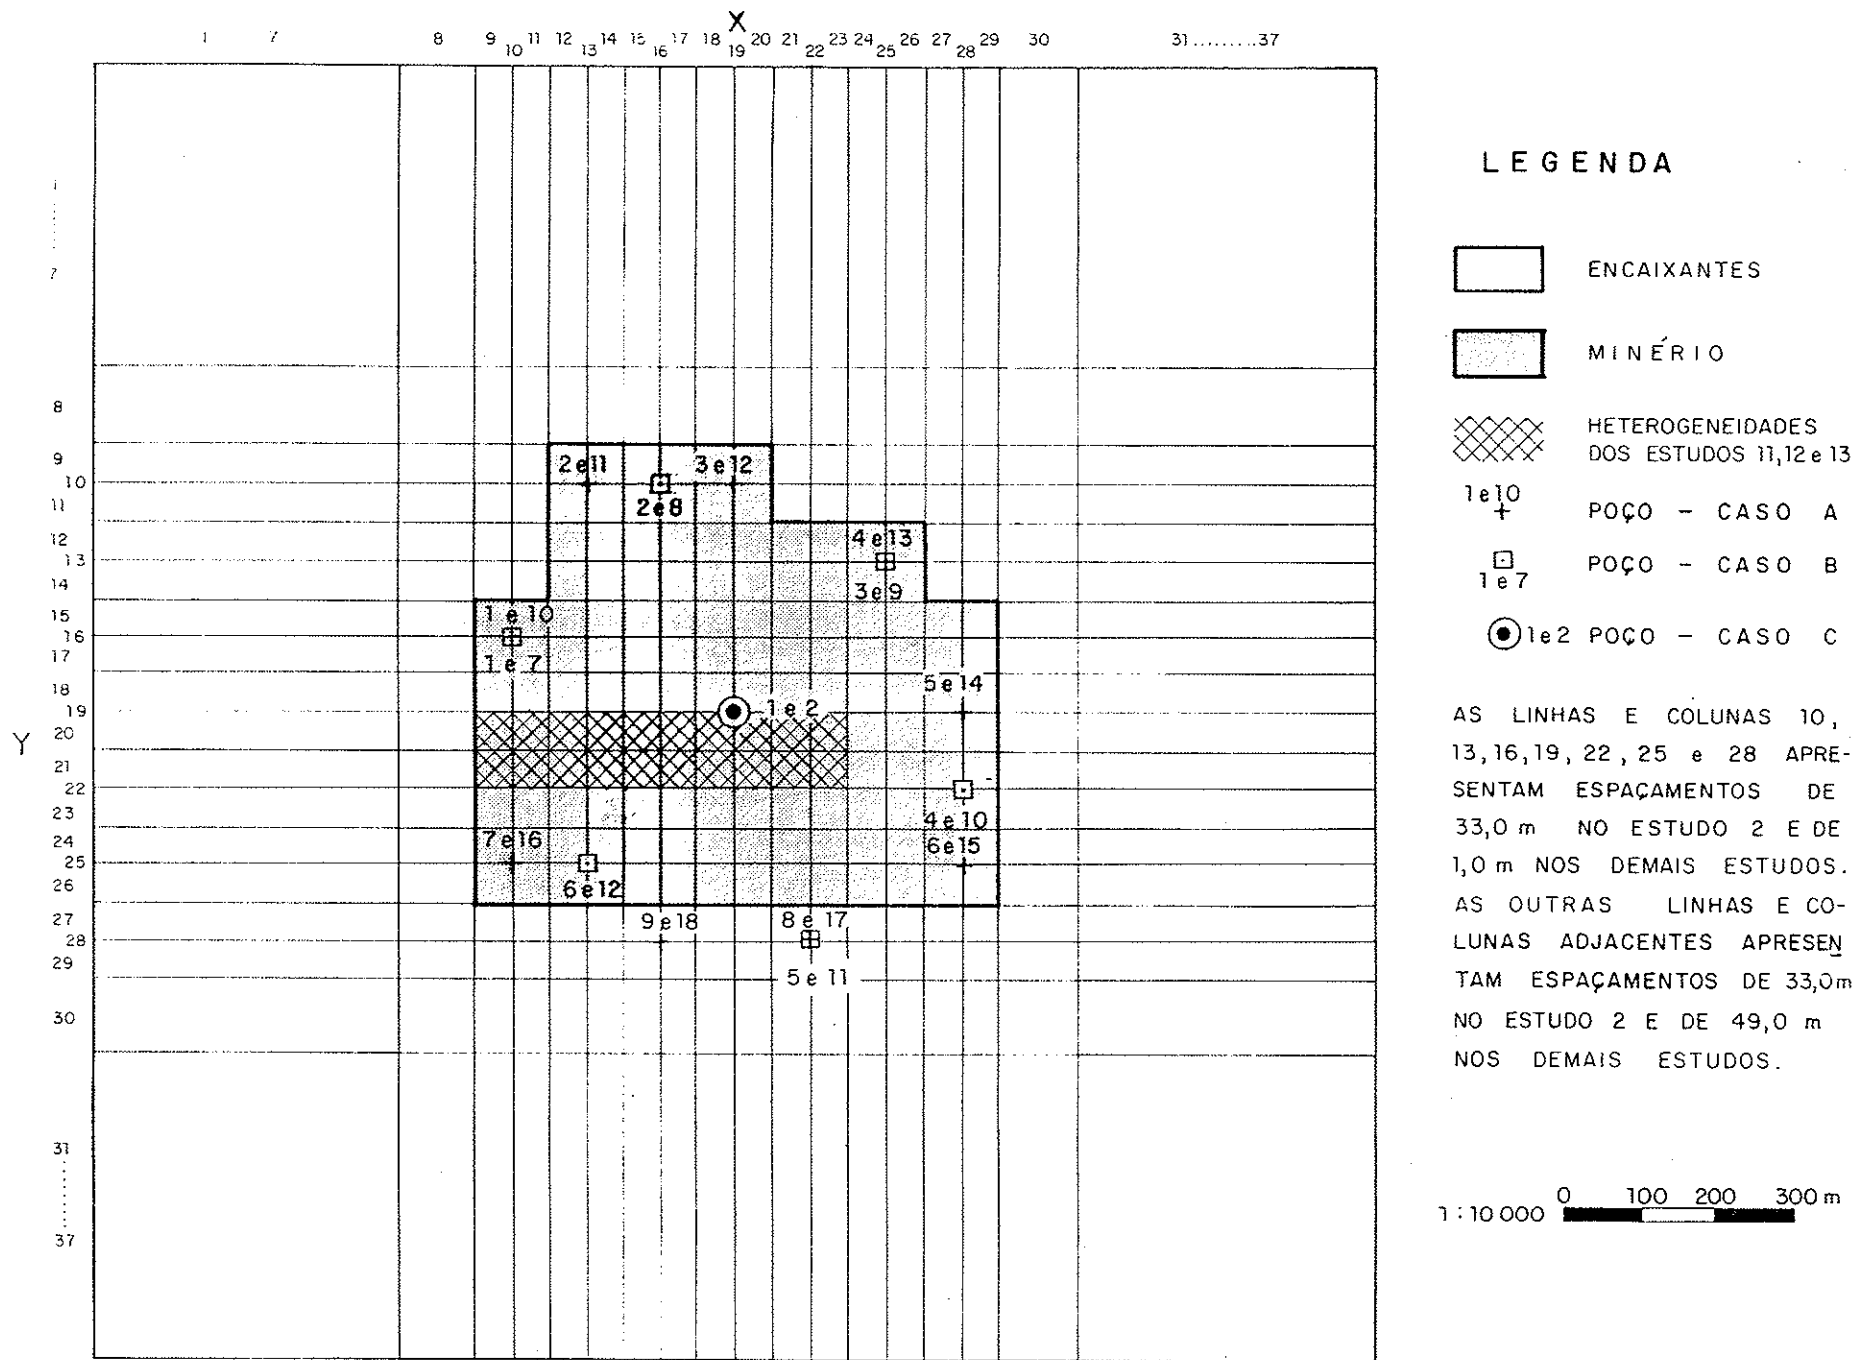 X
1 7 8 9 10 11 12 13 14 15 16 17 18 19 20 21 22 23 24 25 26 27 28 29 30 31.........37
Y
1
7
8
9
10
11
12
13
14
15
16
17
18
19
20
21
22
23
24
25
26
27
28
29
30
31
37
2 e 11
3 e 12
2 e 8
4 e 13
3 e 9
1 e 10
1 e 7
5 e 14
1 e 2
4 e 10
7 e 16
6 e 15
6 e 12
9 e 18
8 e 17
5 e 11
LEGENDA
ENCAIXANTES
MINÉRIO
HETEROGENEIDADES
DOS ESTUDOS 11,12 e 13
1 e 10
POÇO - CASO A
POÇO - CASO B
1 e 7
1 e 2 POÇO - CASO C
AS LINHAS E COLUNAS 10,
13,16,19, 22, 25 e 28 APRE-
SENTAM ESPAÇAMENTOS DE
33,0 m NO ESTUDO 2 E DE
1,0 m NOS DEMAIS ESTUDOS.
AS OUTRAS LINHAS E CO-
LUNAS ADJACENTES APRESEN
TAM ESPAÇAMENTOS DE 33,0m
NO ESTUDO 2 E DE 49,0 m
NOS DEMAIS ESTUDOS.
0 100 200 300 m
1 : 10 000